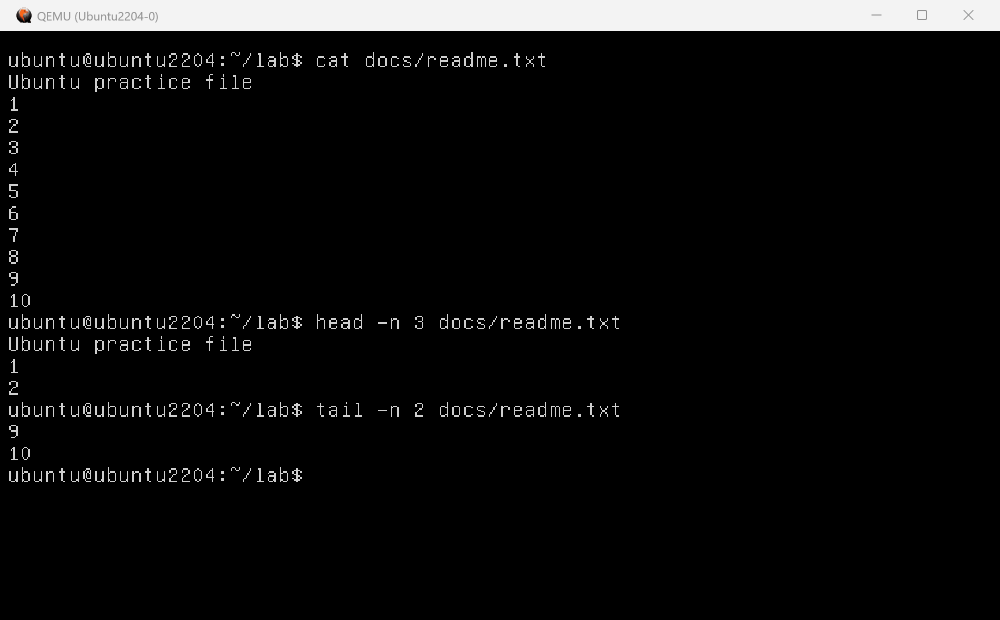 QEMU (Ubuntu2204-0)
ubuntu@ubuntu2204:~/lab$ cat docs/readme.txt
Ubuntu practice file
1
2
3
4
5
6
7
8
9
10
ubuntu@ubuntu2204:~/lab$ head -n 3 docs/readme.txt
Ubuntu practice file
1
2
ubuntu@ubuntu2204:~/lab$ tail -n 2 docs/readme.txt
9
10
ubuntu@ubuntu2204:~/lab$